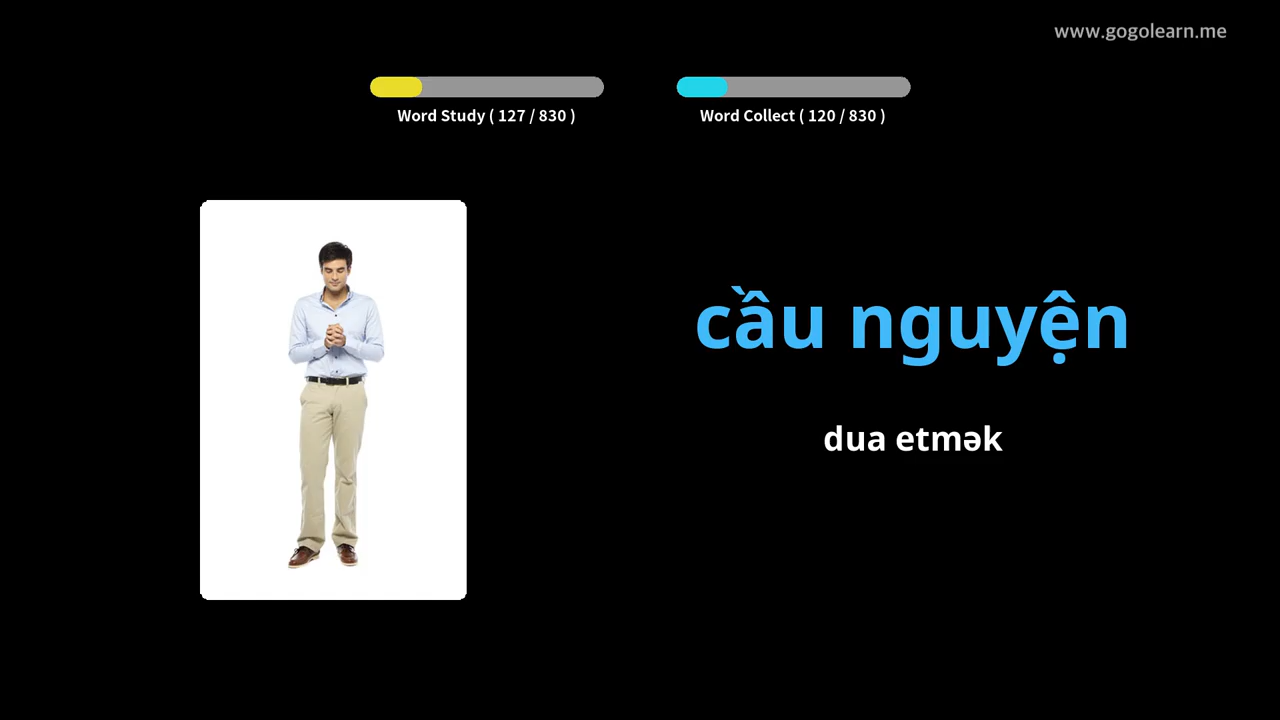 www.gogolearn.me
Word Study ( 127 / 830 )
Word Collect ( 120 / 830 )
cầu nguyện
dua etmək